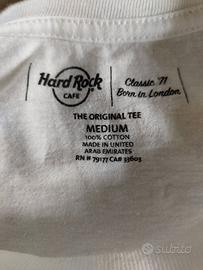 Hard Rock
CAFE
Classic '71
Born in London
THE ORIGINAL TEE
MEDIUM
100% COTTON
MADE IN UNITED
ARAB EMIRATES
RN # 79177 CA# 33603
subito